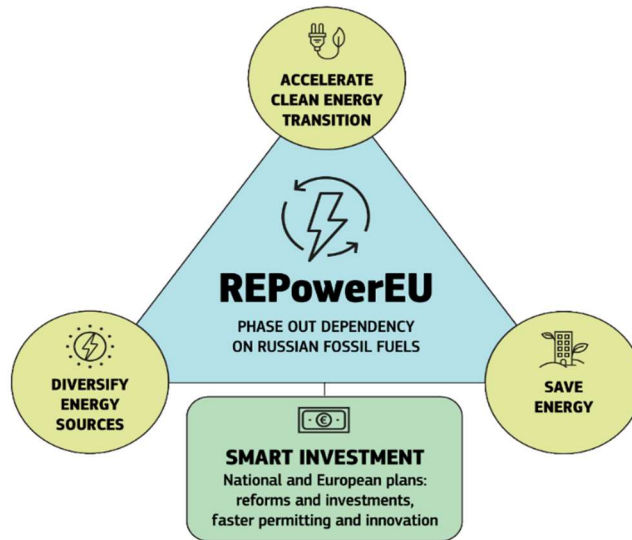 ACCELERATE
CLEAN ENERGY
TRANSITION
REPowerEU
PHASE OUT DEPENDENCY
ON RUSSIAN FOSSIL FUELS
DIVERSIFY
ENERGY
SOURCES
SAVE
ENERGY
€
SMART INVESTMENT
National and European plans:
reforms and investments,
faster permitting and innovation